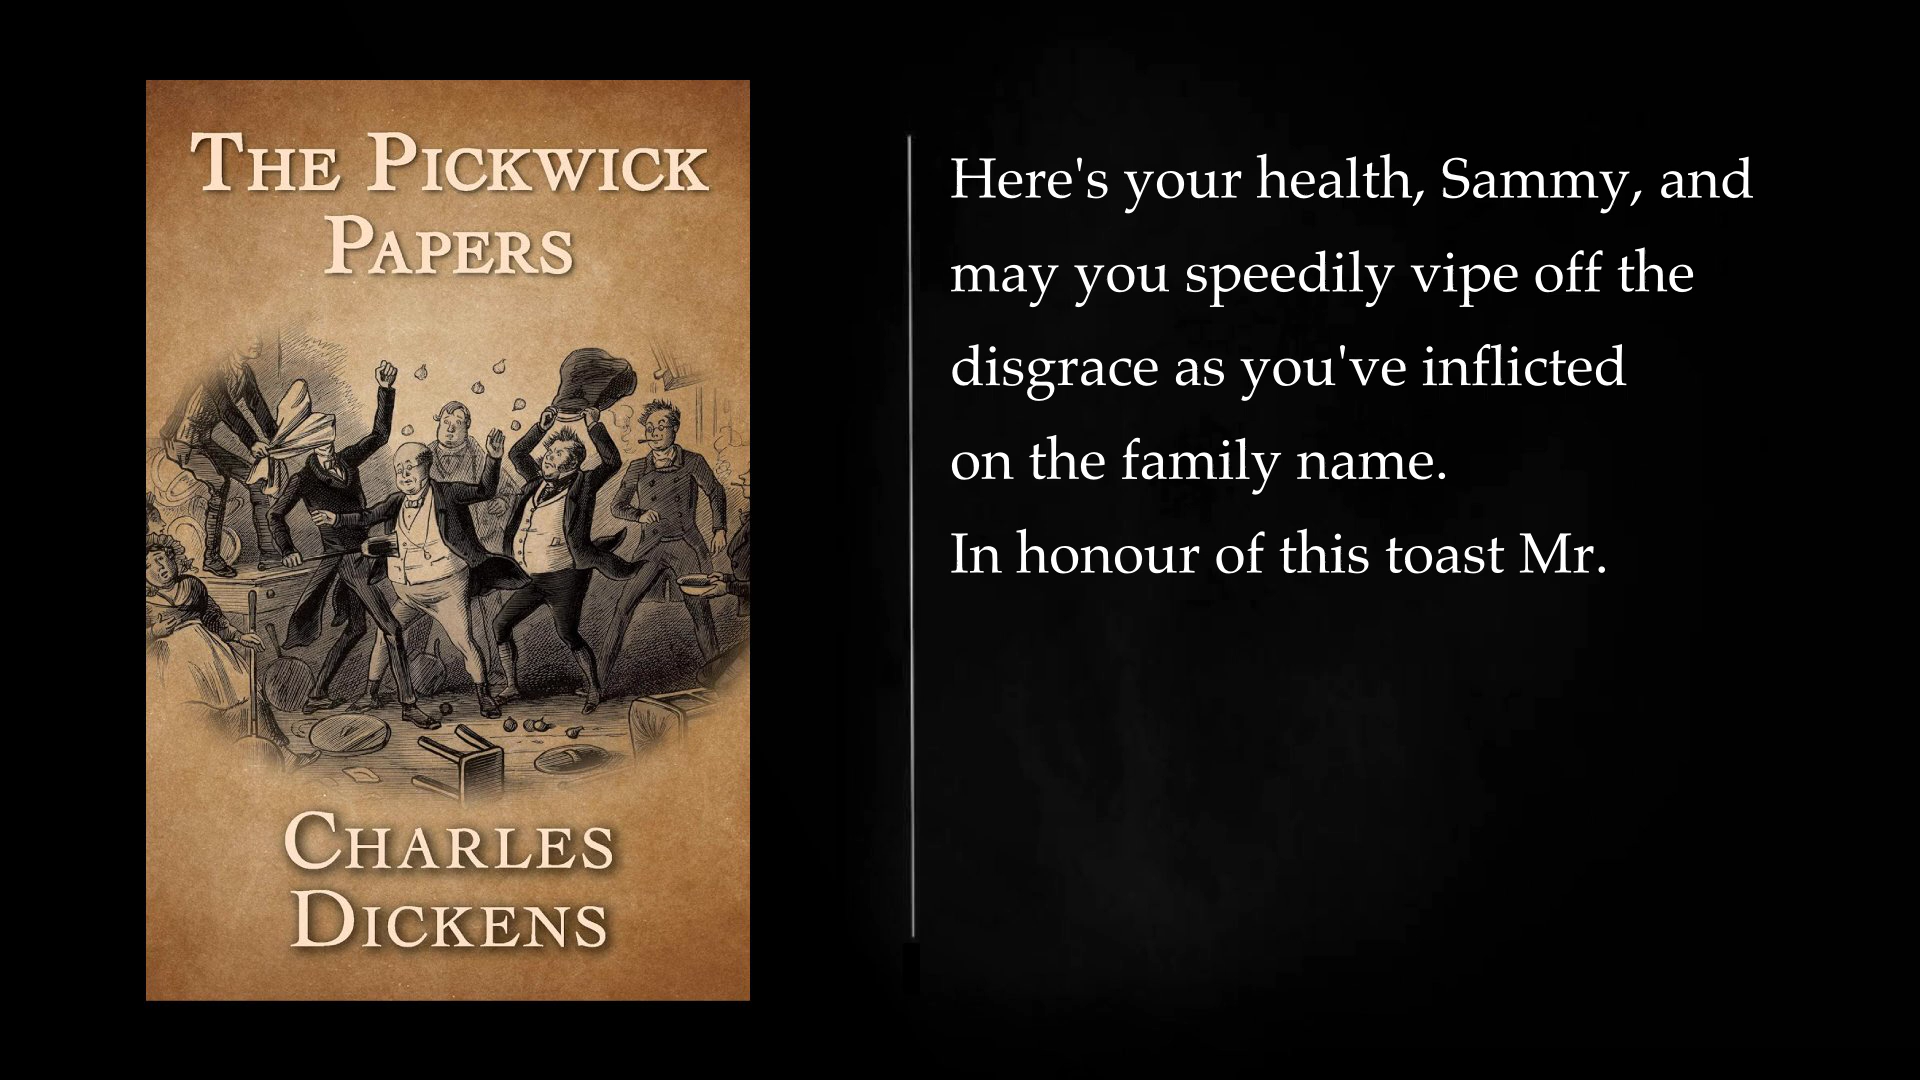 The Pickwick
Papers
Charles
Dickens
Here's your health, Sammy, and
may you speedily vipe off the
disgrace as you've inflicted
on the family name.
In honour of this toast Mr.